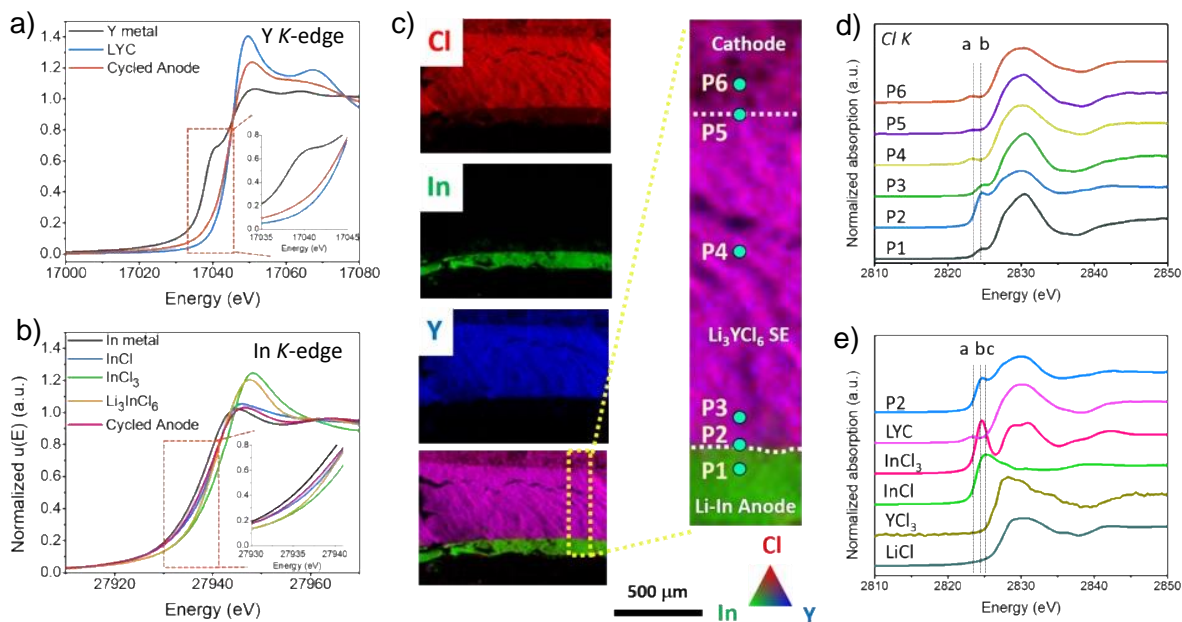 a)
Y K-edge
Y metal
LYC
Cycled Anode
1.4
1.2
1.0
0.8
0.6
0.4
0.2
0.0
0.8
0.6
0.4
0.2
0.0
17035 17040 17045
Energy (eV)
17000 17020 17040 17060 17080
Energy (eV)
b)
In K-edge
In metal
InCl
InCl3
Li3InCl6
Cycled Anode
Normalized u(E) (a.u.)
1.4
1.2
1.0
0.8
0.6
0.4
0.2
0.0
0.8
0.6
0.4
0.2
0.0
27930 27935 27940
Energy (eV)
27920 27940 27960
Energy (eV)
c)
Cl
In
Y
Cathode
P6
P5
P4
Li3YCl6 SE
P3
P2
P1
Li-In Anode
500 μm
Cl
In
Y
d)
Cl K
a b
P6
P5
P4
P3
P2
P1
Normalized absorption (a.u.)
2810 2820 2830 2840 2850
Energy (eV)
e)
a b c
P2
LYC
InCl3
InCl
YCl3
LiCl
Normalized absorption (a.u.)
2810 2820 2830 2840 2850
Energy (eV)